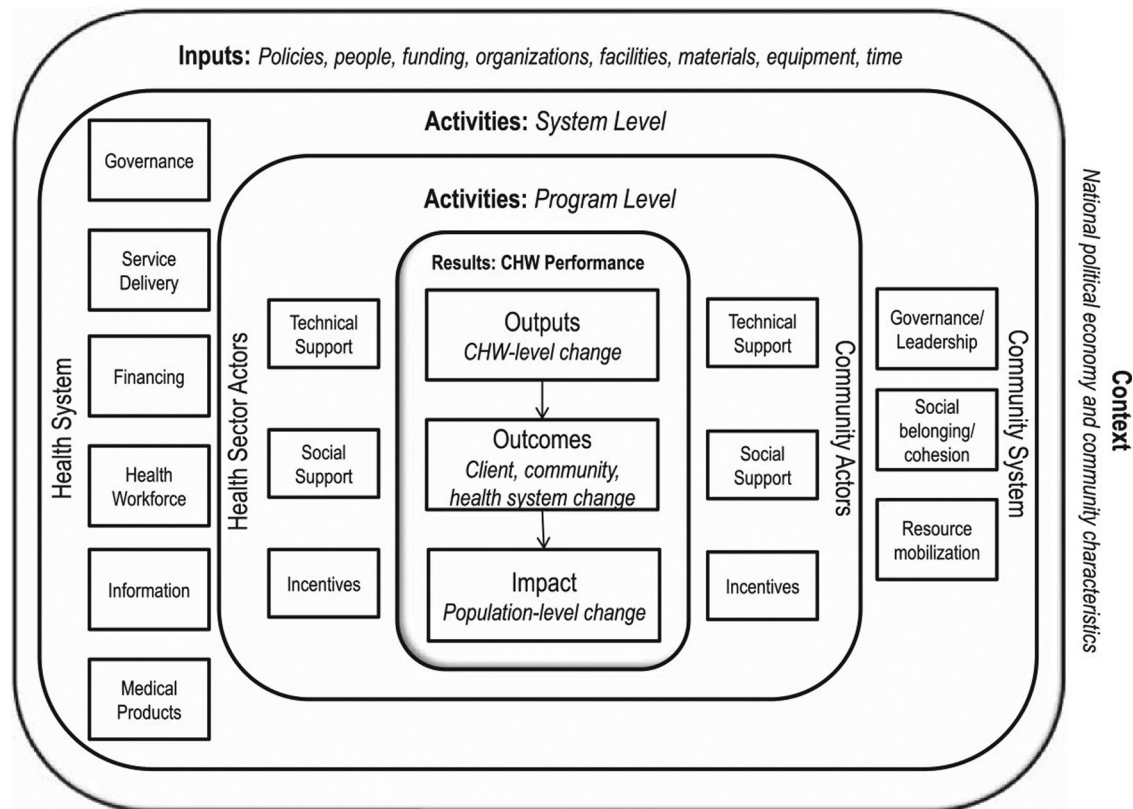 Inputs: Policies, people, funding, organizations, facilities, materials, equipment, time
Activities: System Level
Activities: Program Level
Results: CHW Performance
Health System
Governance
Service
Delivery
Financing
Health
Workforce
Information
Medical
Products
Health Sector Actors
Technical
Support
Social
Support
Incentives
Outputs
CHW-level change
Outcomes
Client, community,
health system change
Impact
Population-level change
Technical
Support
Social
Support
Incentives
Community Actors
Governance/
Leadership
Social
belonging/
cohesion
Resource
mobilization
Community System
Context
National political economy and community characteristics